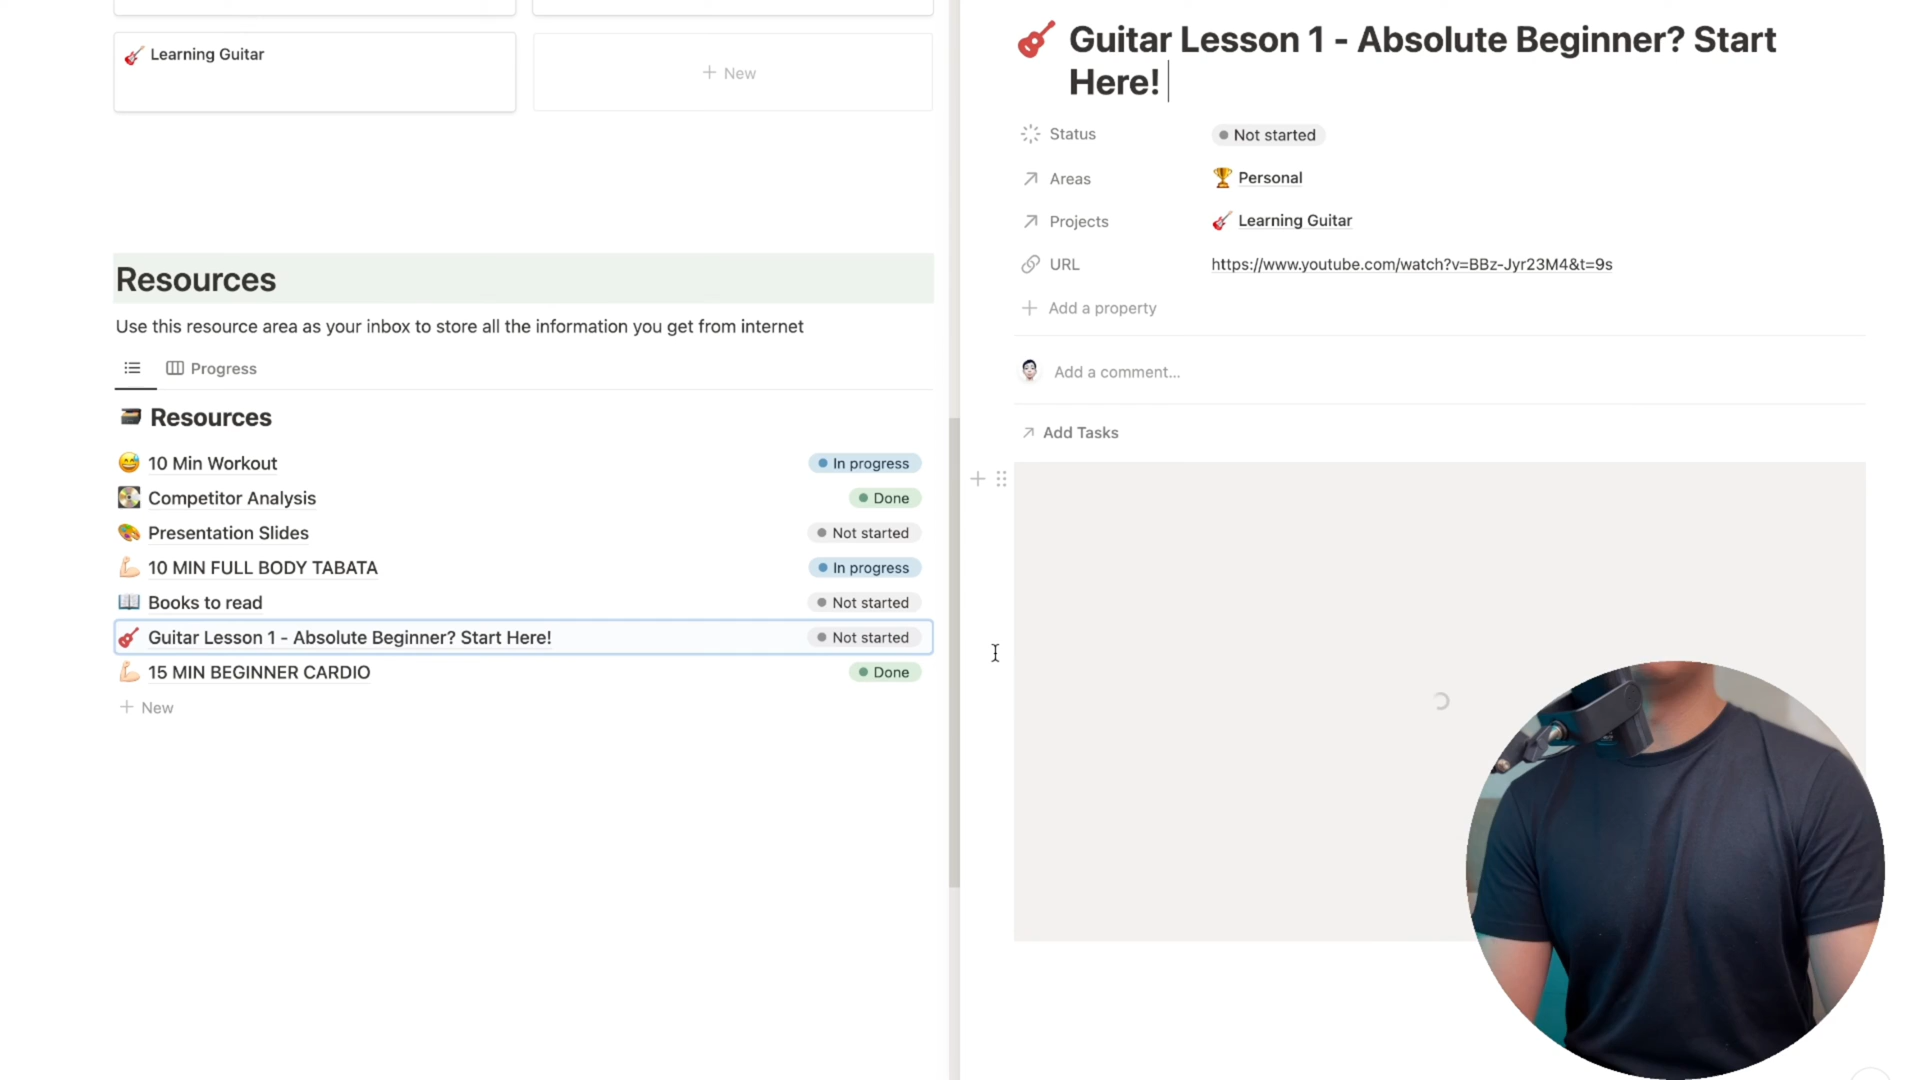 Learning Guitar
+ New
Resources
Use this resource area as your inbox to store all the information you get from internet
Progress
Resources
10 Min Workout
In progress
Competitor Analysis
Done
Presentation Slides
Not started
10 MIN FULL BODY TABATA
In progress
Books to read
Not started
Guitar Lesson 1 - Absolute Beginner? Start Here!
Not started
15 MIN BEGINNER CARDIO
Done
+ New
Guitar Lesson 1 - Absolute Beginner? Start
Here!
Status
Not started
Areas
Personal
Projects
Learning Guitar
URL
https://www.youtube.com/watch?v=BBz-Jyr23M4&t=9s
+ Add a property
Add a comment...
Add Tasks